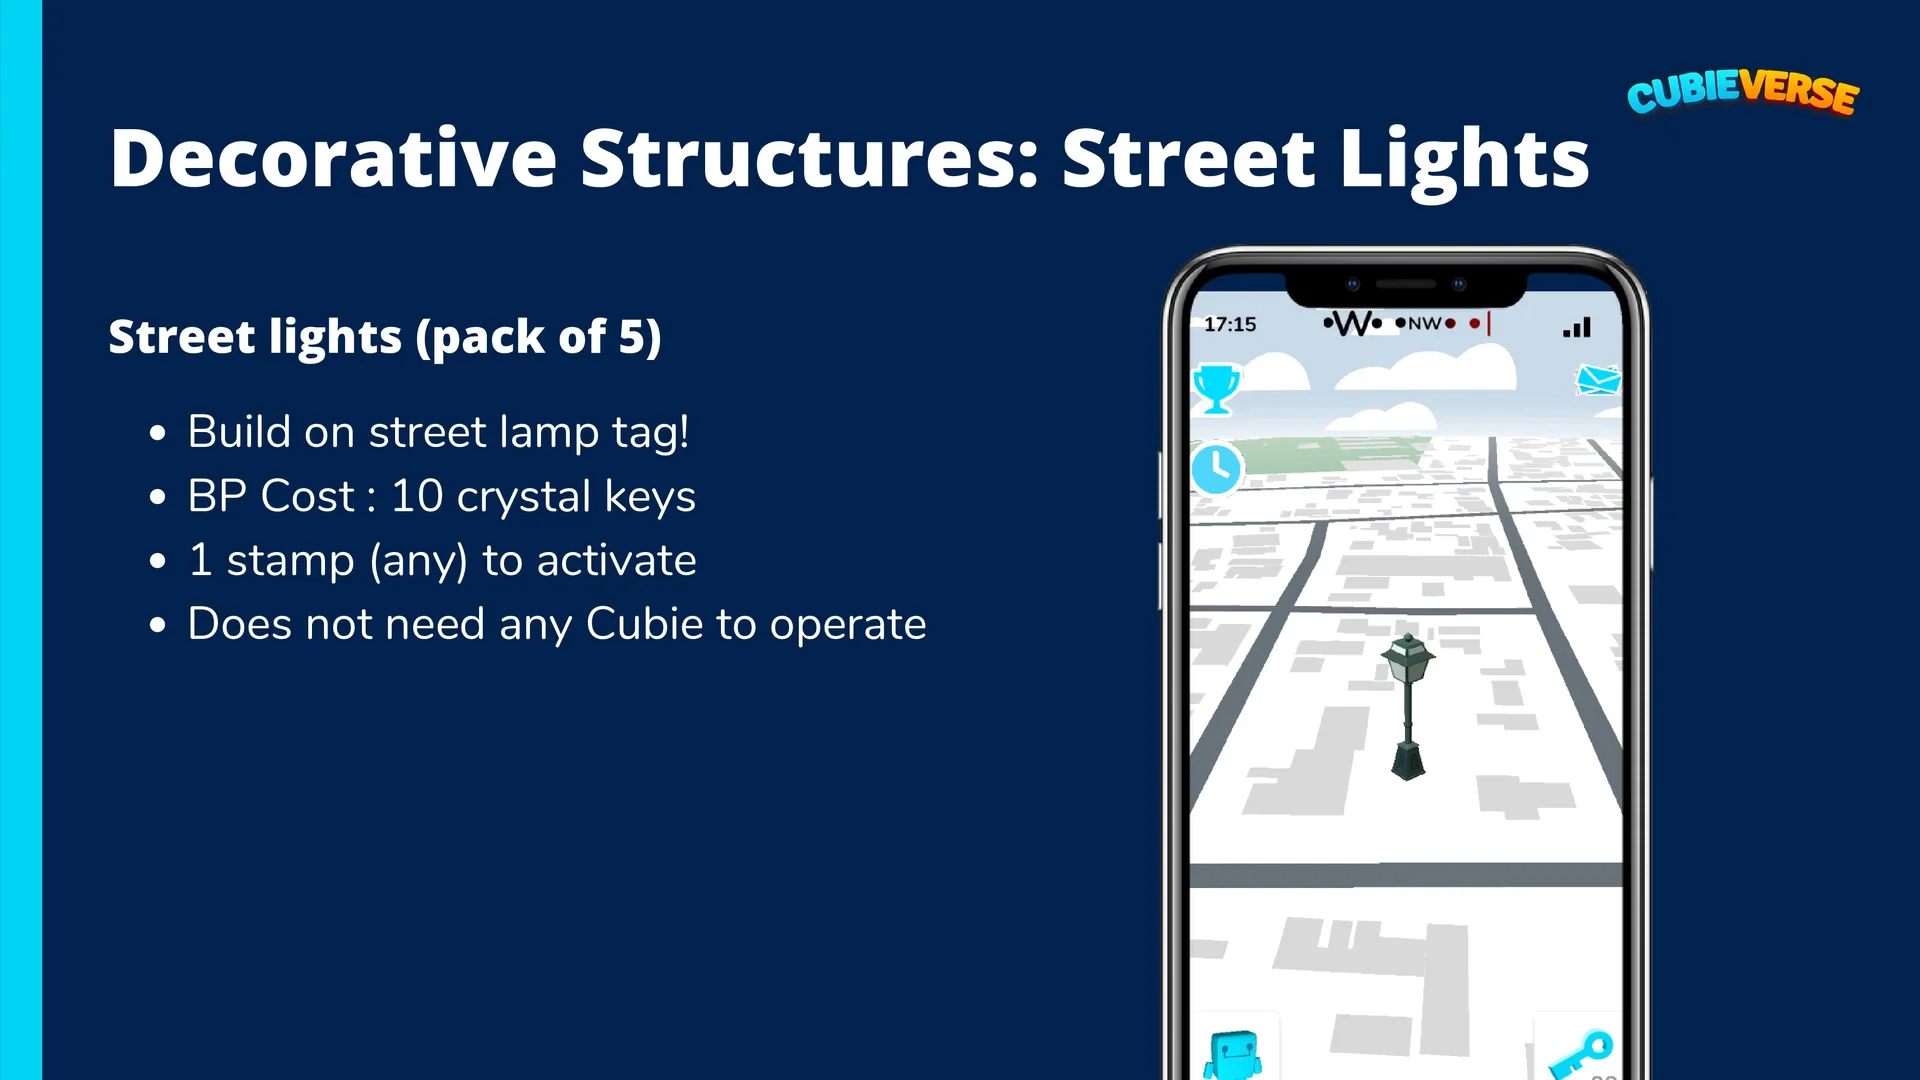 CUBIEVERSE
Decorative Structures: Street Lights
Street lights (pack of 5)
• Build on street lamp tag!
• BP Cost : 10 crystal keys
• 1 stamp (any) to activate
• Does not need any Cubie to operate
17:15
W NW